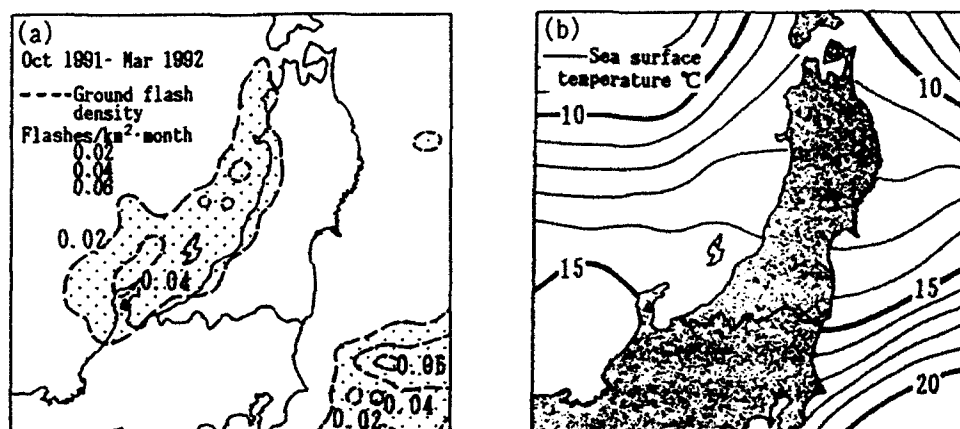 (a)
Oct 1991- Mar 1992
Ground flash
density
Flashes/km²·month
0.02
0.04
0.06
0.02
0.04
0.06
0.04
0.02
(b)
Sea surface
temperature ℃
10
10
15
15
20